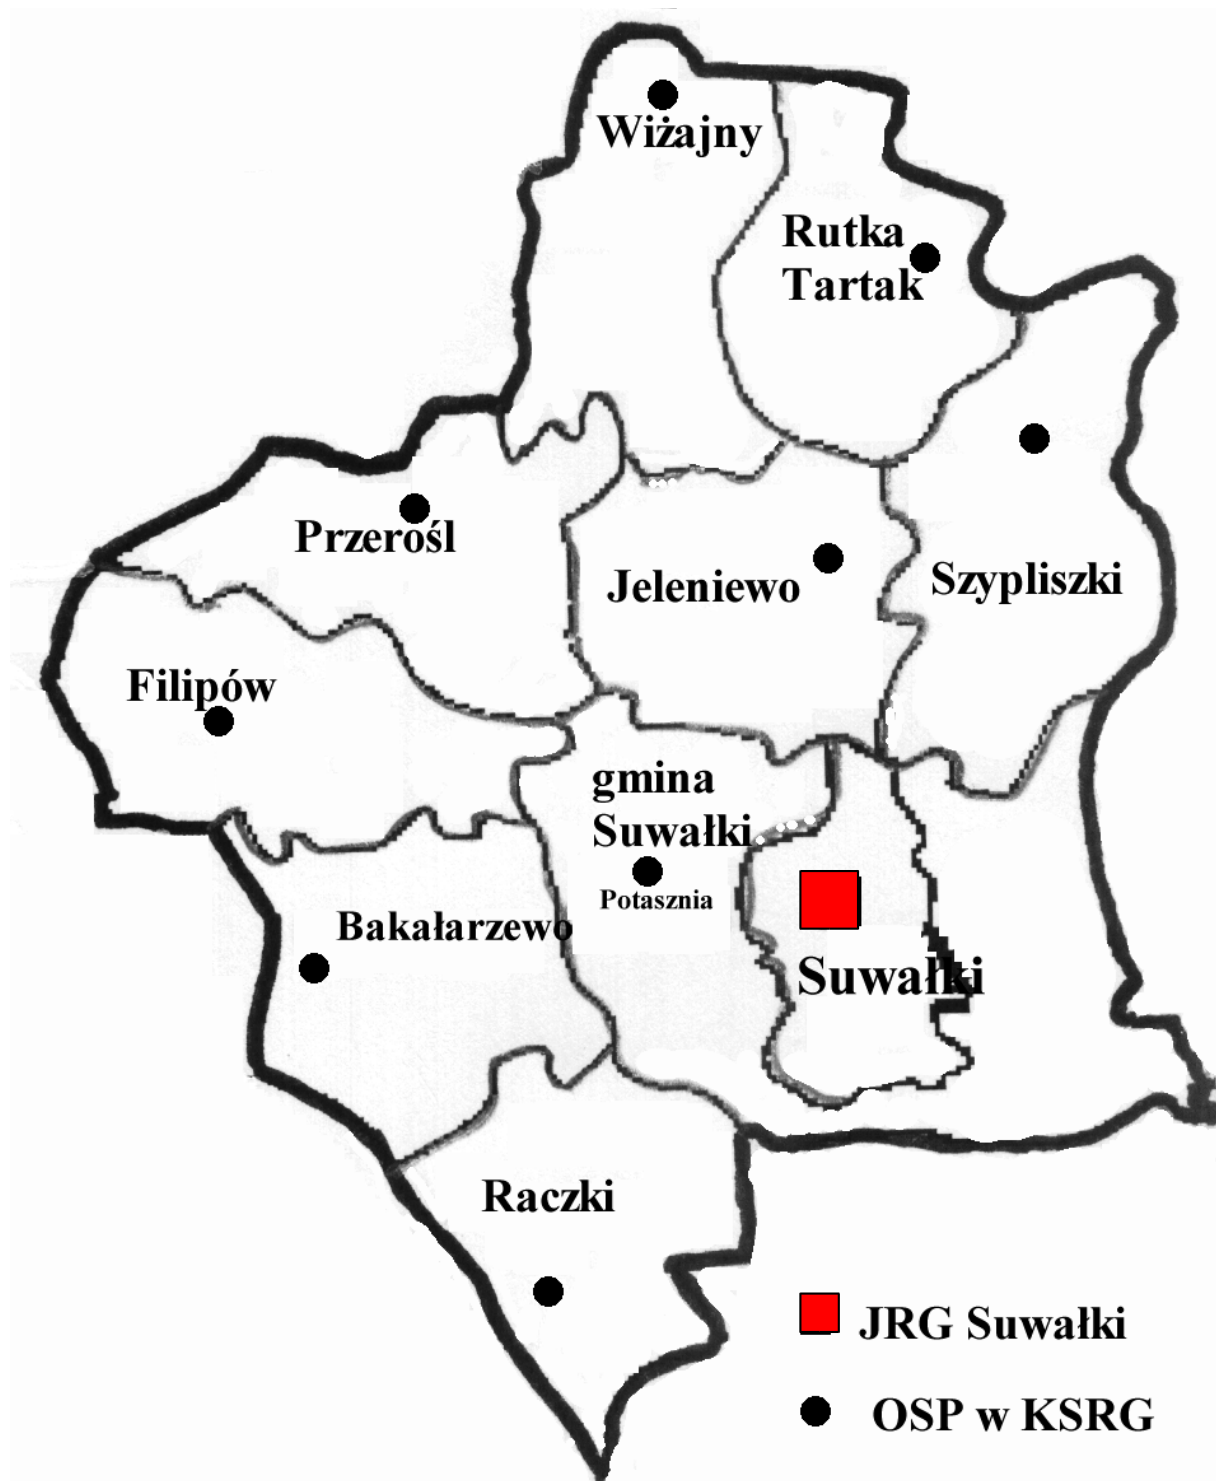 Wiżajny
Rutka
Tartak
Przerośl
Jeleniewo
Szypliszki
Filipów
gmina
Suwałki
Potasznia
Bakałarzewo
Suwałki
Raczki
JRG Suwałki
OSP w KSRG